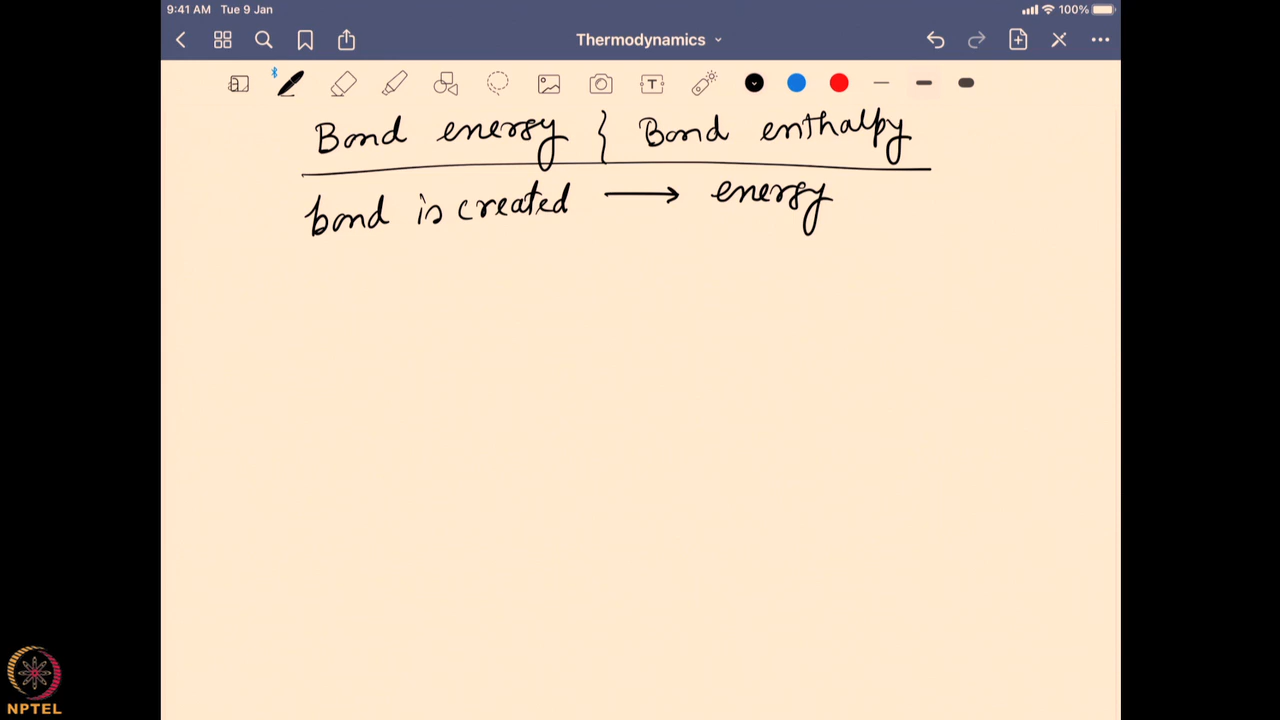 9:41 AM Tue 9 Jan 100%
Thermodynamics
T
Bond energy } Bond enthalpy
bond is created → energy
NPTEL